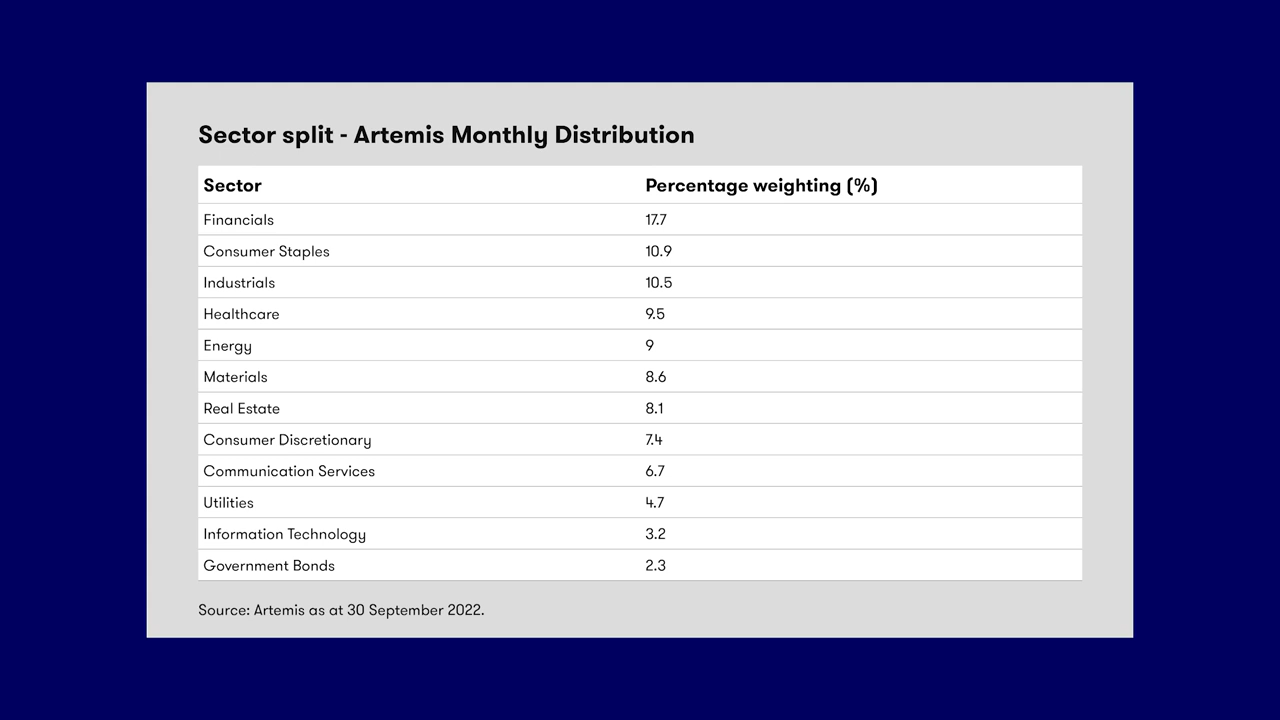 Sector split - Artemis Monthly Distribution
Sector Percentage weighting (%)
Financials 17.7
Consumer Staples 10.9
Industrials 10.5
Healthcare 9.5
Energy 9
Materials 8.6
Real Estate 8.1
Consumer Discretionary 7.4
Communication Services 6.7
Utilities 4.7
Information Technology 3.2
Government Bonds 2.3
Source: Artemis as at 30 September 2022.